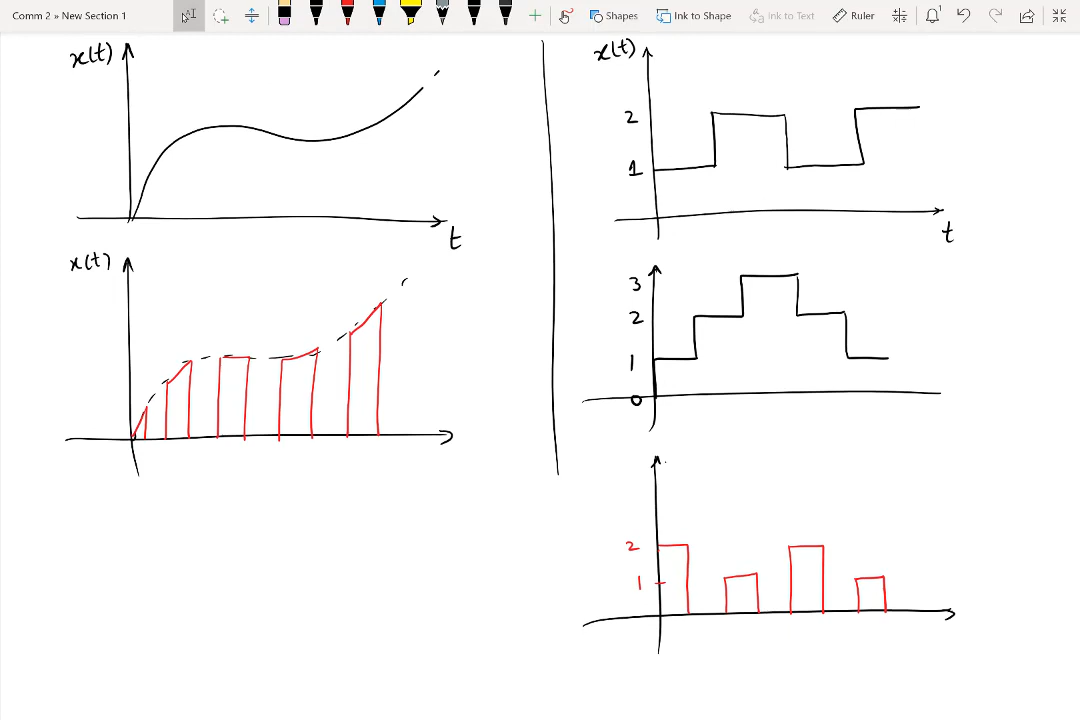 Comm 2 » New Section 1
Shapes
Ink to Shape
Ink to Text
Ruler
x(t)
t
x(t)
x(t)
2
1
t
3
2
1
0
2
1